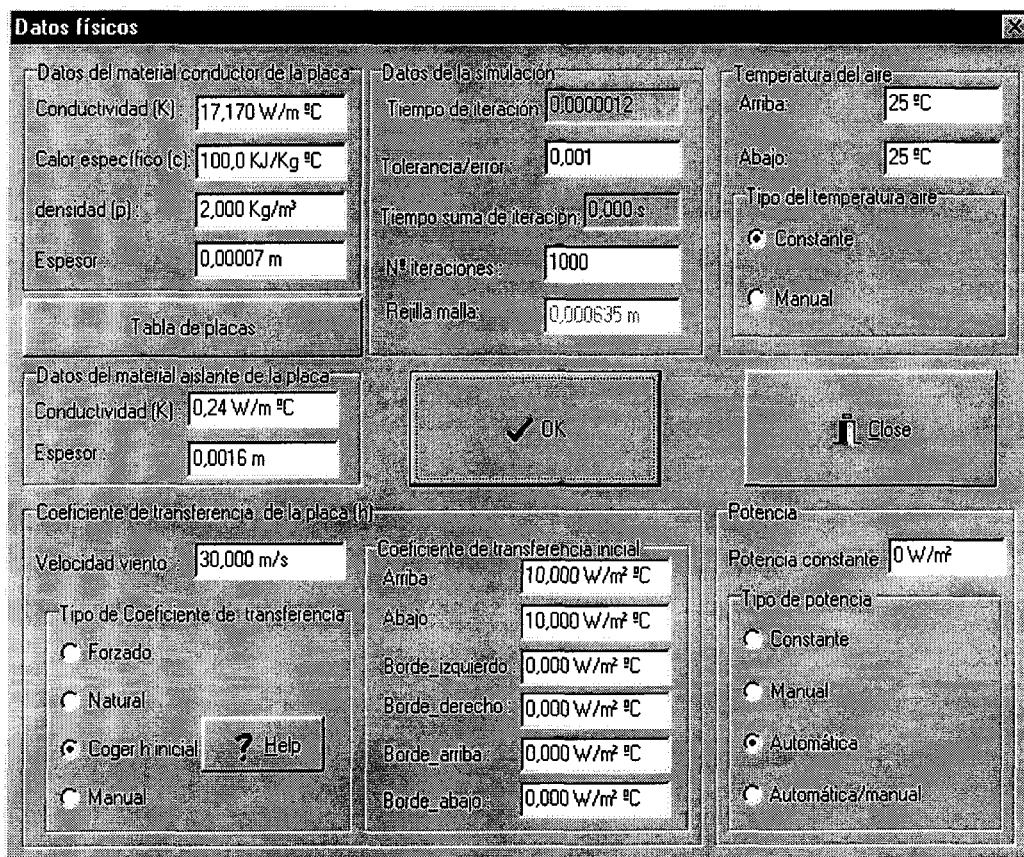 Datos físicos
Datos del material conductor de la placa
Conductividad (K) : 17,170 W/m ºC
Calor específico (c): 100,0 KJ/Kg ºC
densidad (p) : 2,000 Kg/m³
Espesor : 0,00007 m
Tabla de placas
Datos del material aislante de la placa
Conductividad (K) : 0,24 W/m ºC
Espesor : 0,0016 m
Datos de la simulación
Tiempo de iteración 0,0000012
Tolerancia/error : 0,001
Tiempo suma de iteración: 0,000 s
Nº iteraciones : 1000
Rejilla malla: 0,000635 m
Temperatura del aire
Arriba: 25 ºC
Abajo: 25 ºC
Tipo del temperatura aire
Constante
Manual
OK
Close
Coeficiente de transferencia de la placa (h)
Velocidad viento : 30,000 m/s
Tipo de Coeficiente de transferencia
Forzado
Natural
Coger h inicial
Manual
? Help
Coeficiente de transferencia inicial
Arriba 10,000 W/m² ºC
Abajo 10,000 W/m² ºC
Borde_izquierdo : 0,000 W/m² ºC
Borde_derecho : 0,000 W/m² ºC
Borde_arriba : 0,000 W/m² ºC
Borde_abajo : 0,000 W/m² ºC
Potencia
Potencia constante 0 W/m²
Tipo de potencia
Constante
Manual
Automática
Automática/manual